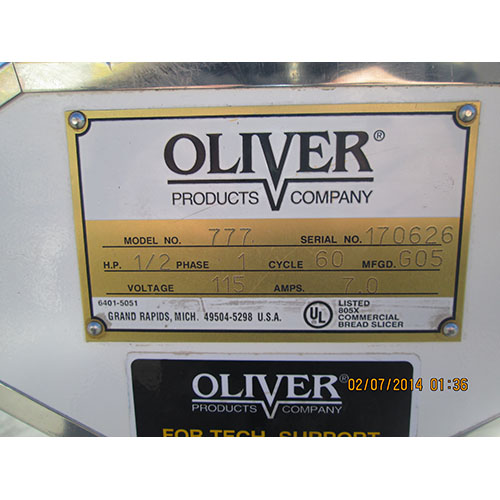 OLIVER®
PRODUCTS COMPANY
MODEL NO. 777 SERIAL NO. 170626
H.P. 1/2 PHASE 1 CYCLE 60 MFGD. G05
VOLTAGE 115 AMPS. 7.0
6401-5051
GRAND RAPIDS, MICH. 49504-5298 U.S.A.
UL® LISTED
805X
COMMERCIAL
BREAD SLICER
OLIVER®
PRODUCTS COMPANY
02/07/2014 01:36
FOR TECH. SUPPORT